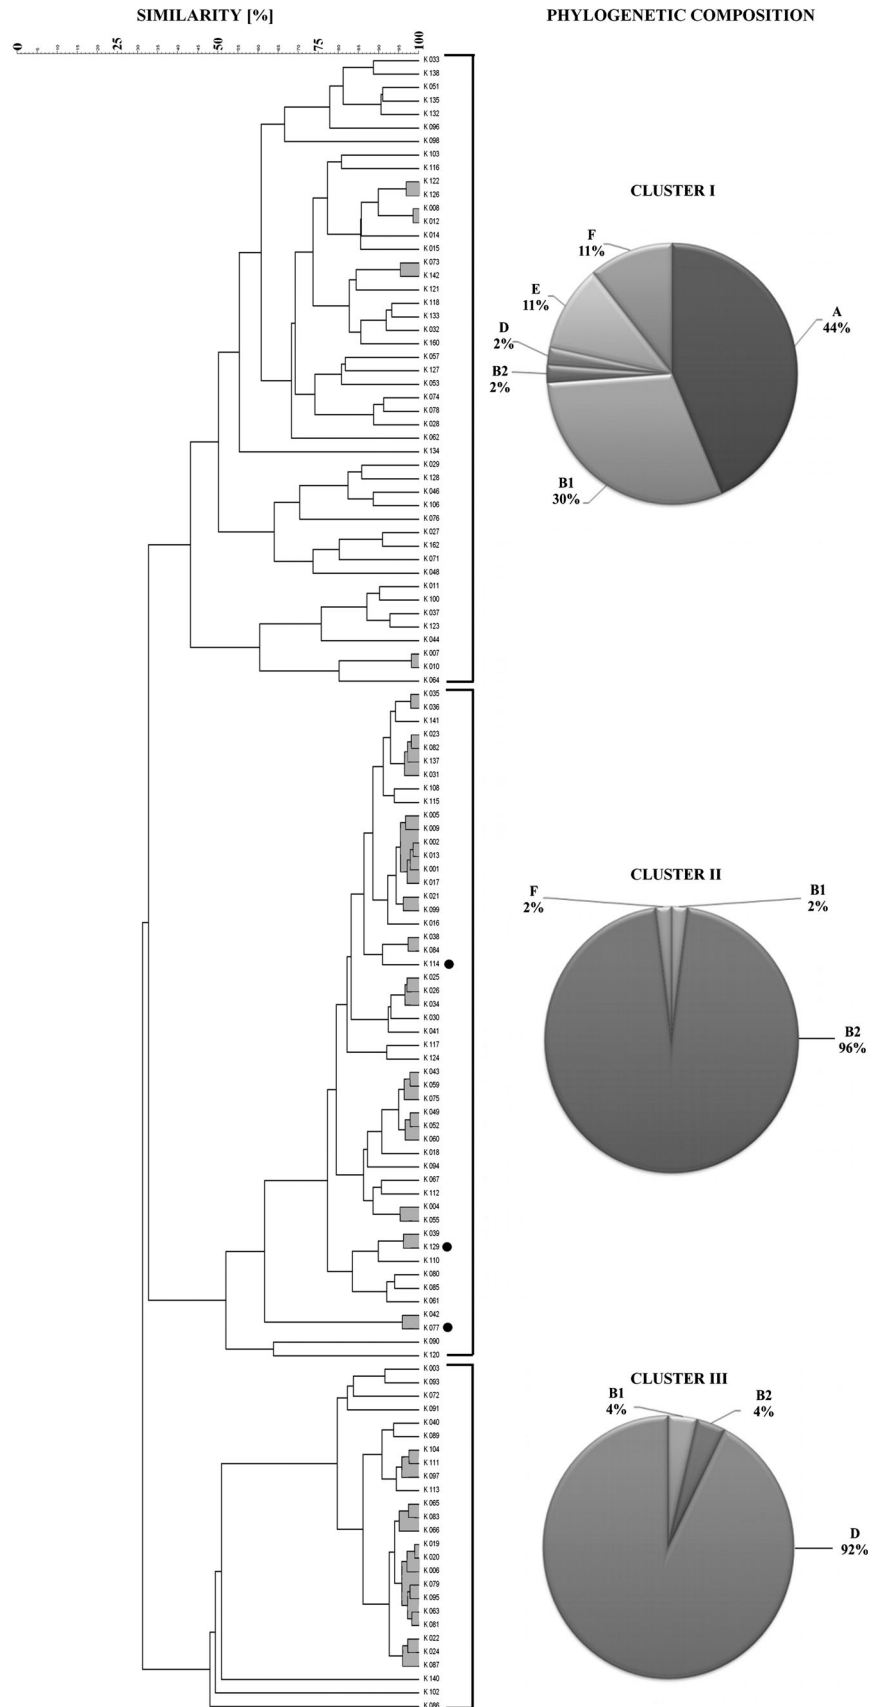 SIMILARITY [%]
PHYLOGENETIC COMPOSITION
25
50
75
100
K 033
K 138
K 051
K 135
K 132
K 096
K 098
K 103
K 116
K 122
K 126
K 008
K 012
K 014
K 015
K 073
K 142
K 121
K 118
K 133
K 032
K 160
K 057
K 127
K 053
K 074
K 078
K 028
K 062
K 134
K 029
K 128
K 046
K 106
K 076
K 027
K 162
K 071
K 048
K 011
K 100
K 037
K 123
K 044
K 007
K 010
K 064
K 035
K 036
K 141
K 023
K 082
K 137
K 031
K 108
K 115
K 005
K 009
K 002
K 013
K 001
K 017
K 021
K 099
K 016
K 038
K 084
K 114
K 025
K 026
K 034
K 030
K 041
K 117
K 124
K 043
K 059
K 075
K 049
K 052
K 060
K 018
K 094
K 067
K 112
K 004
K 055
K 039
K 129
K 110
K 080
K 085
K 061
K 042
K 077
K 090
K 120
K 003
K 093
K 072
K 091
K 040
K 089
K 104
K 111
K 097
K 113
K 065
K 083
K 066
K 019
K 020
K 006
K 079
K 095
K 063
K 081
K 022
K 024
K 087
K 140
K 102
K 086
CLUSTER I
F
11%
E
11%
D
2%
B2
2%
B1
30%
A
44%
CLUSTER II
F
2%
B1
2%
B2
96%
CLUSTER III
B1
4%
B2
4%
D
92%